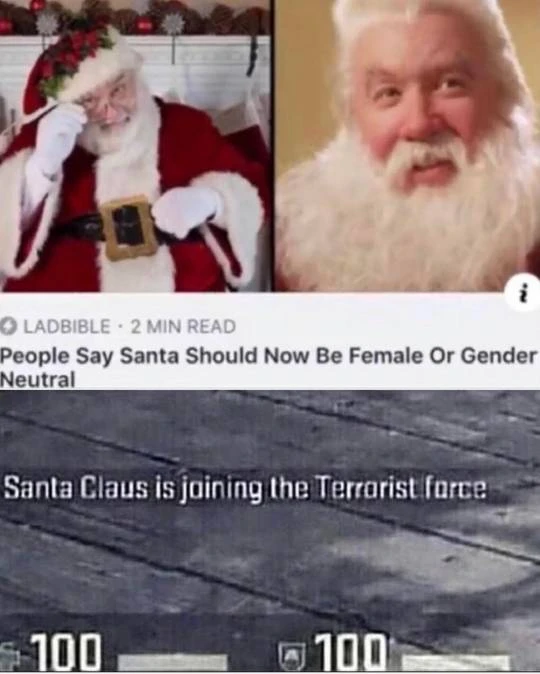 LADBIBLE · 2 MIN READ
People Say Santa Should Now Be Female Or Gender
Neutral
Santa Claus is joining the Terrorist force
100 100